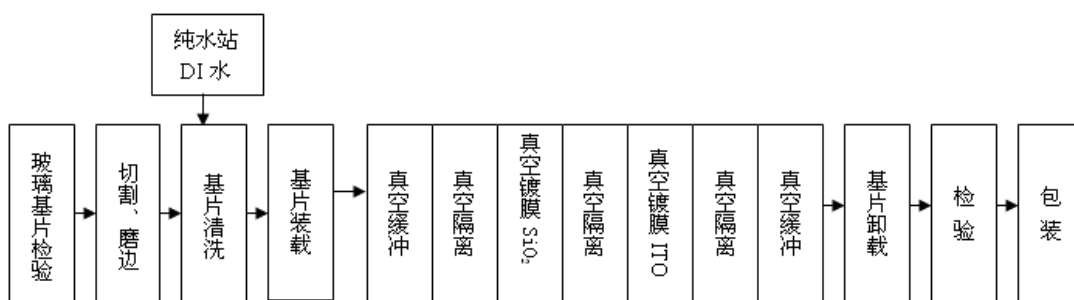 纯水站
DI 水
玻璃基片检验
切割、磨边
基片清洗
基片装载
真空缓冲
真空隔离
真空镀膜 SiO₂
真空隔离
真空镀膜 ITO
真空隔离
真空缓冲
基片卸载
检验
包装